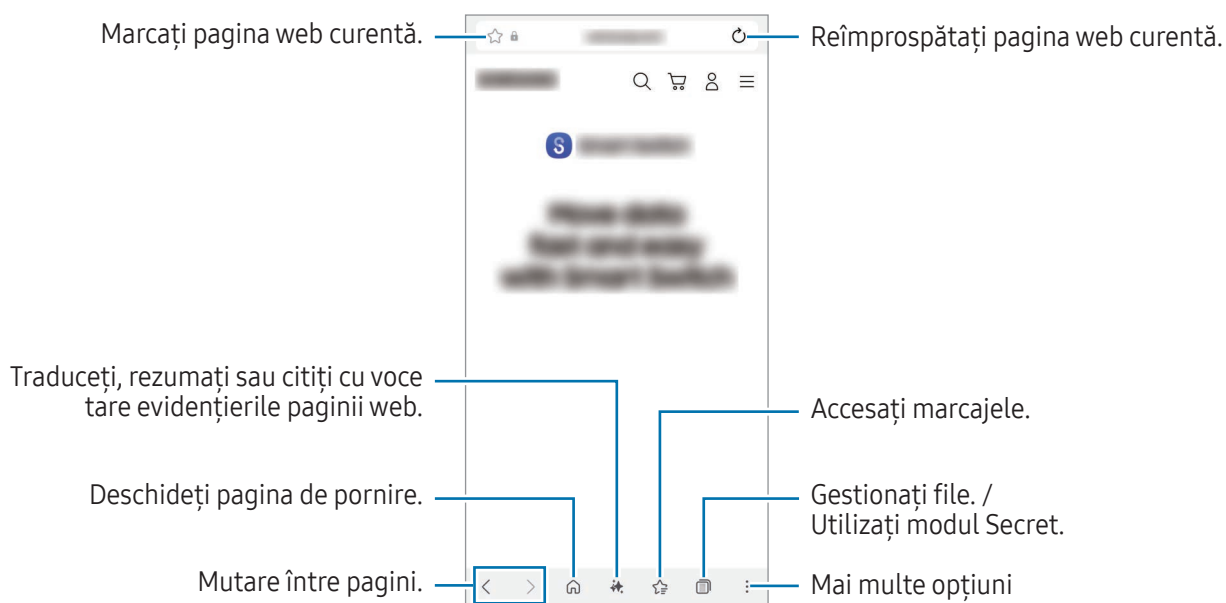 Marcați pagina web curentă.
Reîmprospătați pagina web curentă.
S
Traduceți, rezumați sau citiți cu voce
tare evidențierile paginii web.
Accesați marcajele.
Deschideți pagina de pornire.
Gestionați file. /
Utilizați modul Secret.
Mutare între pagini.
Mai multe opțiuni